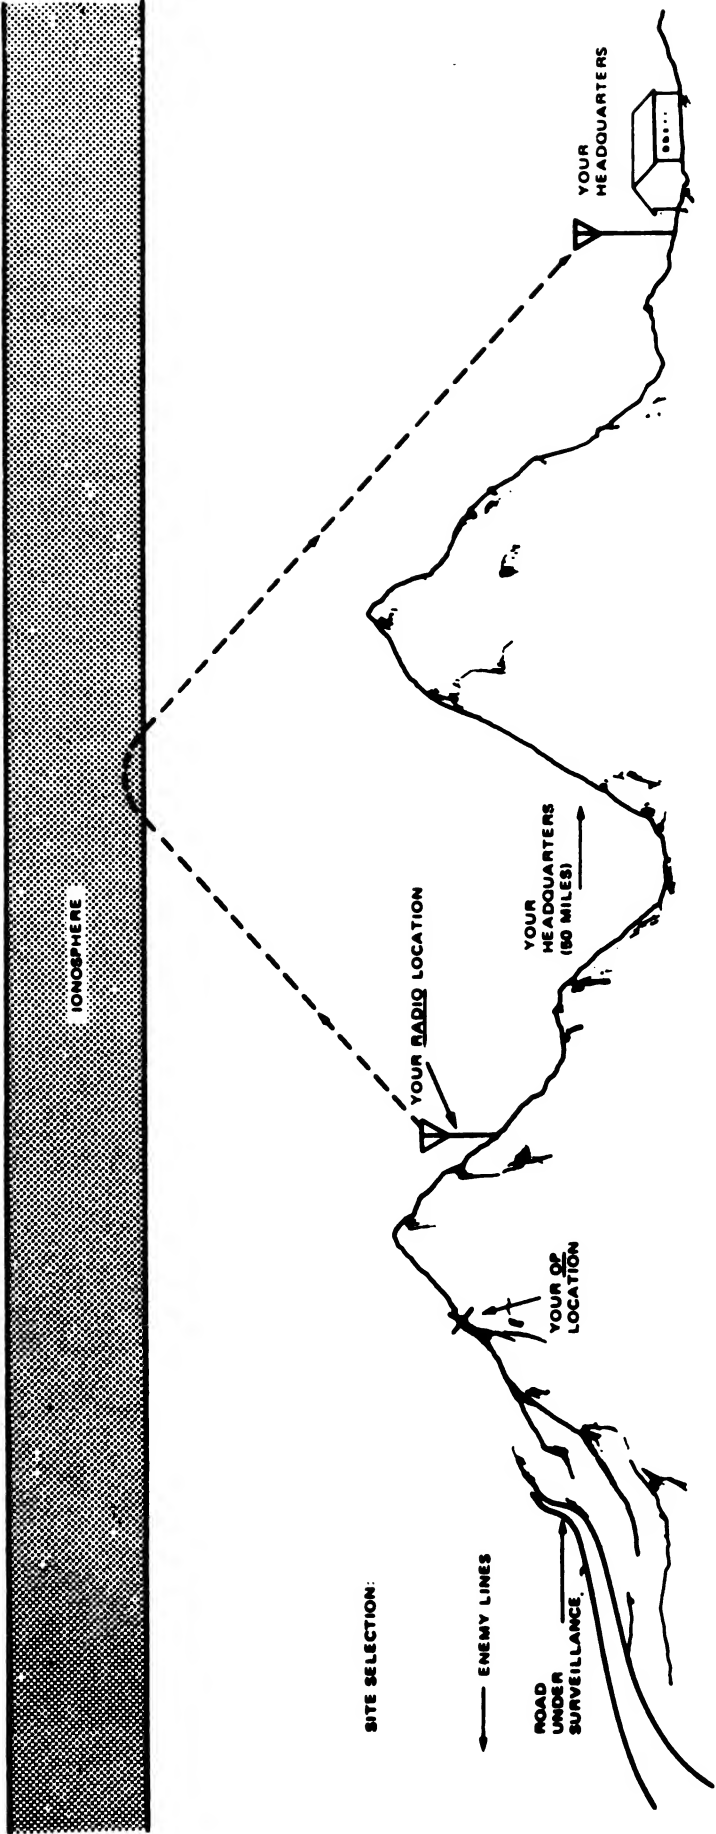 IONOSPHERE
SITE SELECTION:
ENEMY LINES
ROAD
UNDER
SURVEILLANCE.
YOUR OP
LOCATION
YOUR RADIO LOCATION
YOUR
HEADQUARTERS
(50 MILES)
YOUR
HEADQUARTERS